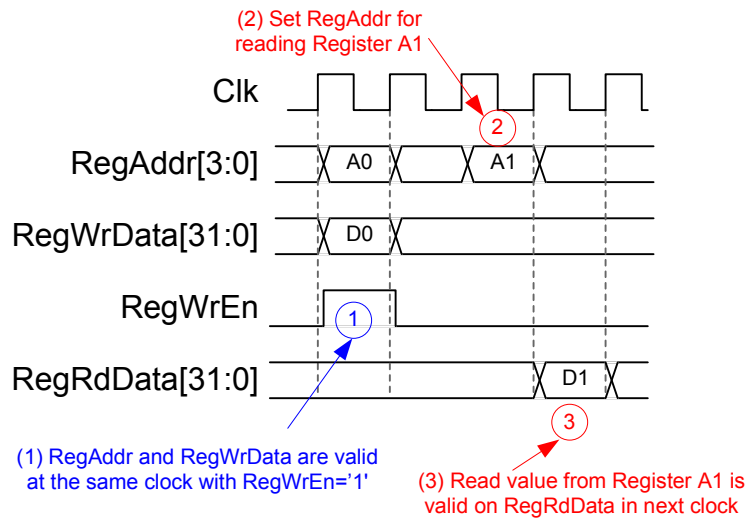 (2) Set RegAddr for
reading Register A1
Clk
2
RegAddr[3:0]
A0
A1
RegWrData[31:0]
D0
RegWrEn
1
RegRdData[31:0]
D1
3
(1) RegAddr and RegWrData are valid
at the same clock with RegWrEn='1'
(3) Read value from Register A1 is
valid on RegRdData in next clock